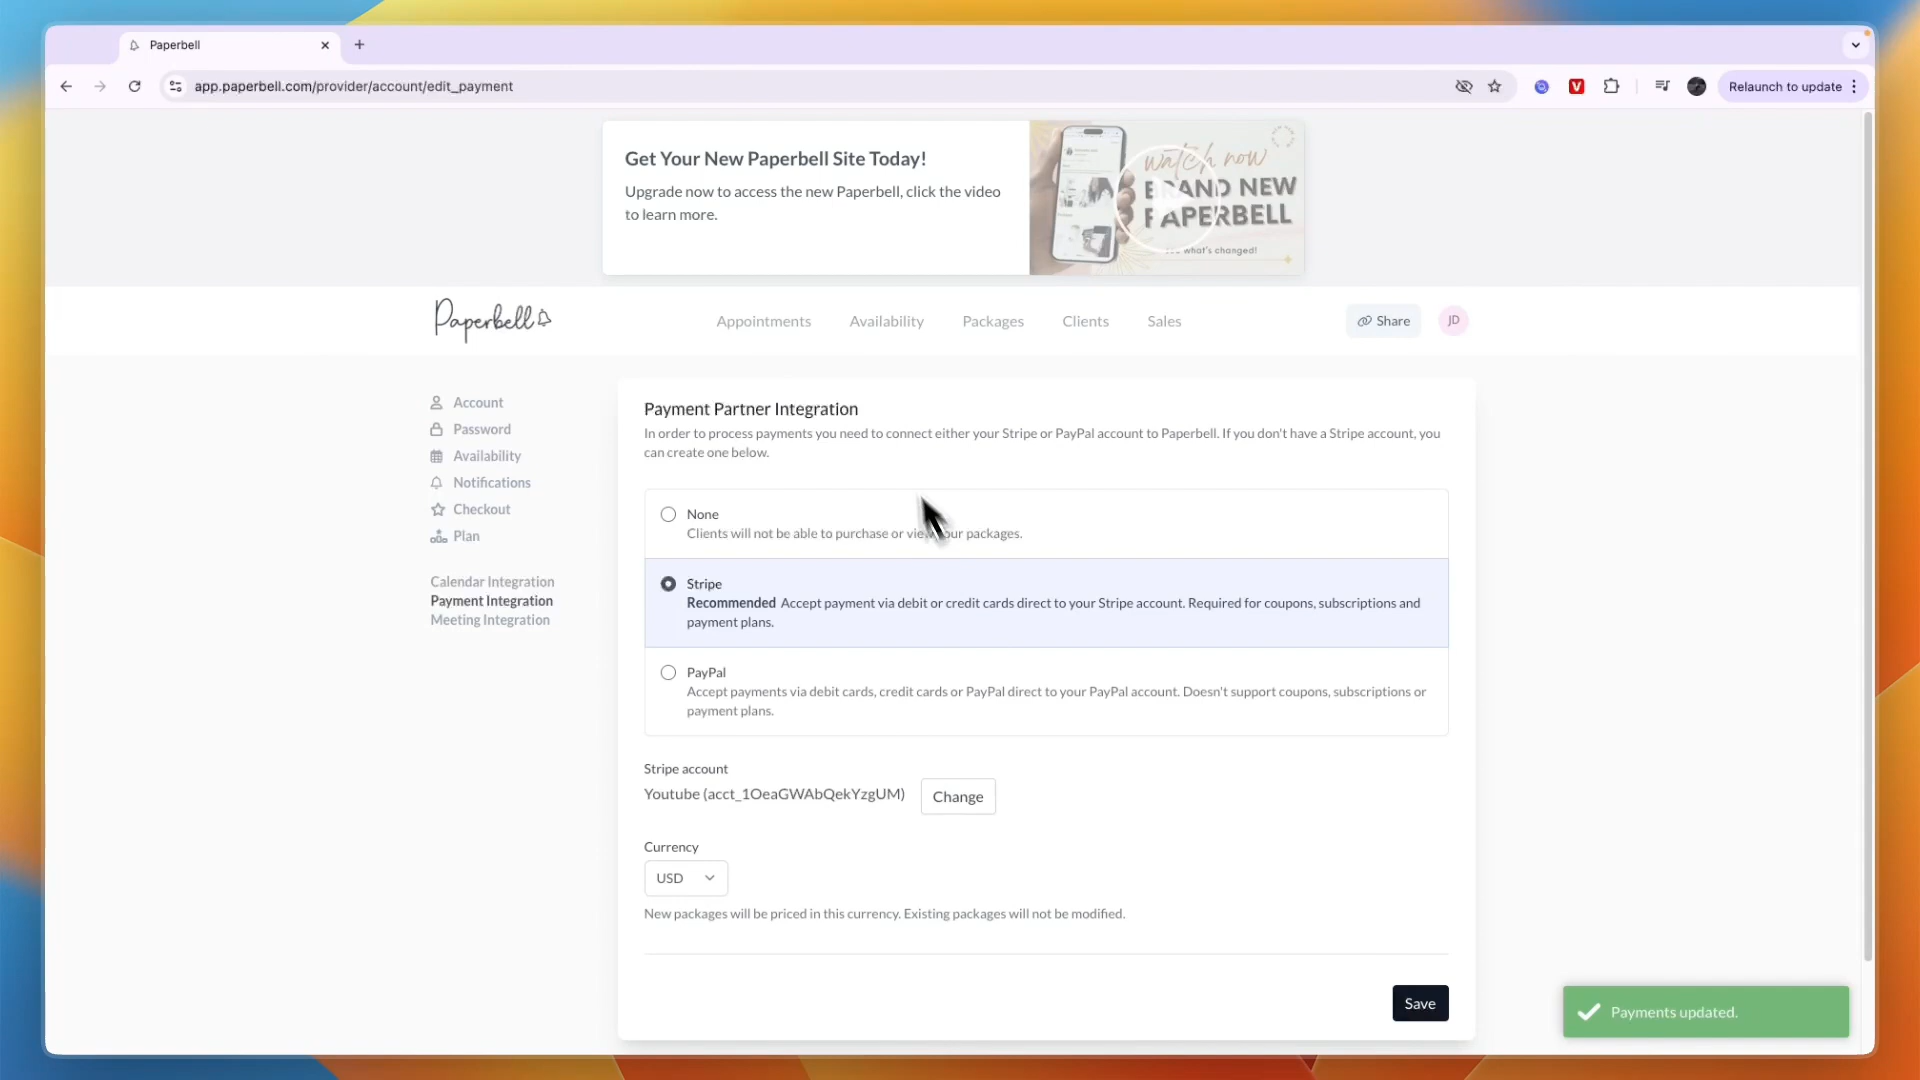 Paperbell
app.paperbell.com/provider/account/edit_payment
Relaunch to update
Get Your New Paperbell Site Today!
Upgrade now to access the new Paperbell, click the video
to learn more.
watch now
BRAND NEW
PAPERBELL
what's changed!
Paperbell
Appointments
Availability
Packages
Clients
Sales
Share
JD
Account
Password
Availability
Notifications
Checkout
Plan
Calendar Integration
Payment Integration
Meeting Integration
Payment Partner Integration
In order to process payments you need to connect either your Stripe or PayPal account to Paperbell. If you don't have a Stripe account, you
can create one below.
None
Clients will not be able to purchase or view your packages.
Stripe
Recommended Accept payment via debit or credit cards direct to your Stripe account. Required for coupons, subscriptions and
payment plans.
PayPal
Accept payments via debit cards, credit cards or PayPal direct to your PayPal account. Doesn't support coupons, subscriptions or
payment plans.
Stripe account
Youtube (acct_1OeaGWAbQekYzgUM)
Change
Currency
USD
New packages will be priced in this currency. Existing packages will not be modified.
Save
Payments updated.